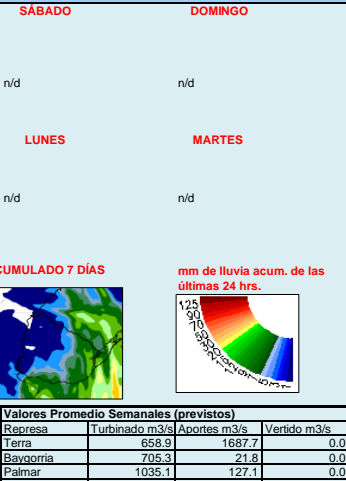 SÁBADO DOMINGO
n/d n/d
LUNES MARTES
n/d n/d
CUMULADO 7 DÍAS
mm de lluvia acum. de las
últimas 24 hrs.
125
90
70
Valores Promedio Semanales (previstos)
Represa Turbinado m3/s Aportes m3/s Vertido m3/s
Terra 658.9 1687.7 0.0
Baygorria 705.3 21.8 0.0
Palmar 1035.1 127.1 0.0